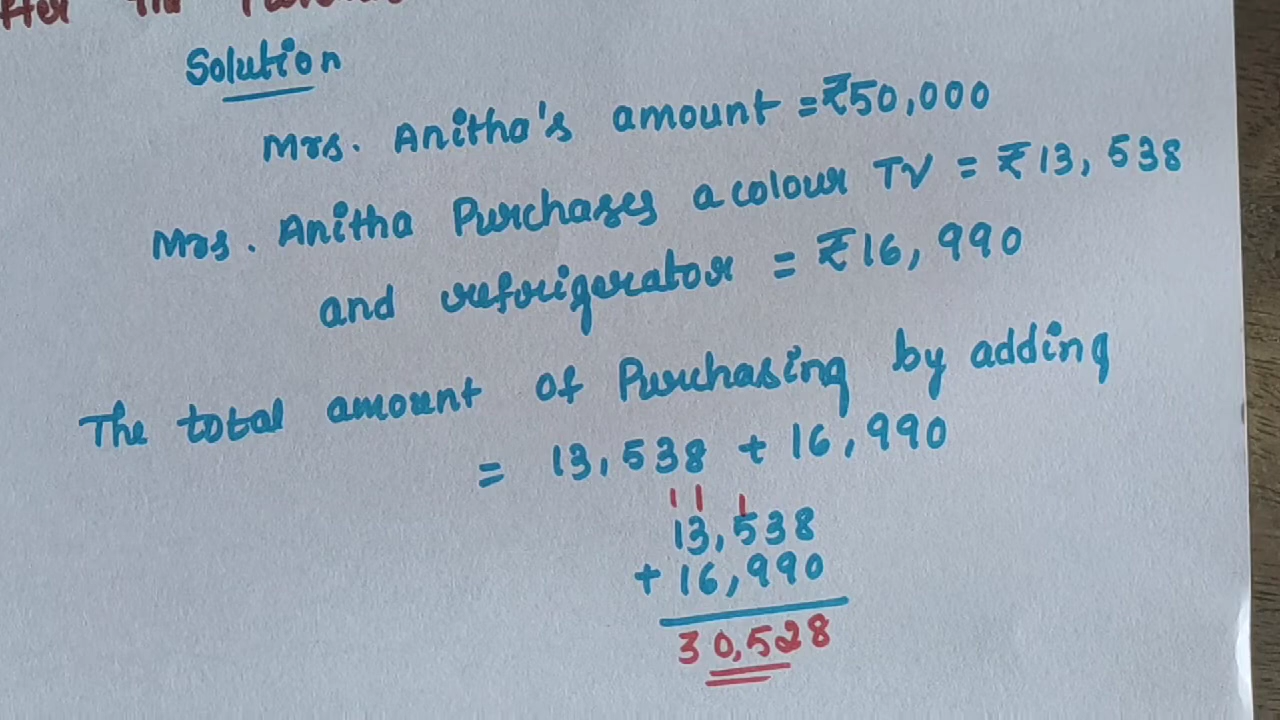 Solution
Mrs. Anitha's amount = ₹50,000
Mrs. Anitha Purchases a colour TV = ₹13,538
and refrigerator = ₹16,990
The total amount of Purchasing by adding
= 13,538 + 16,990
1 1 1
13,538
+ 16,990
30,528